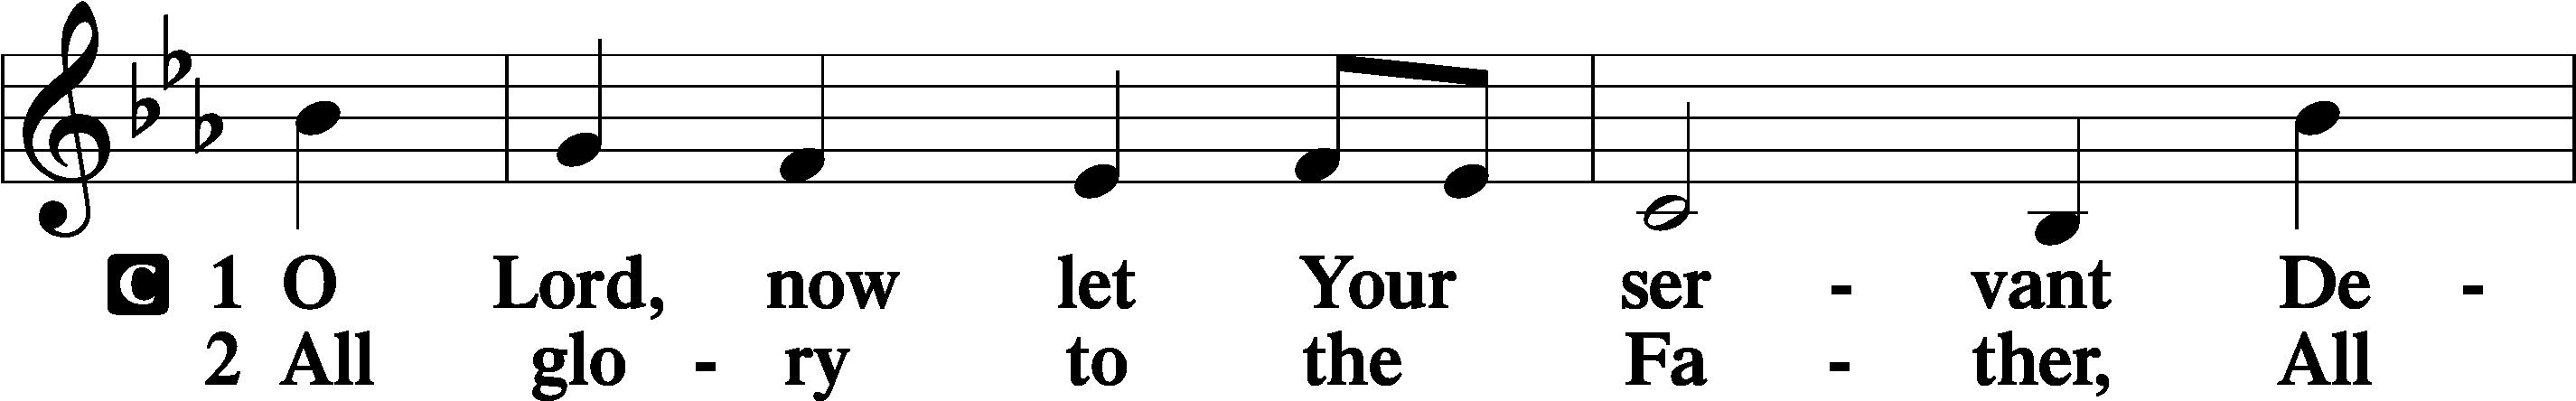 C 1 O Lord, now let Your ser - vant De -
2 All glo - ry to the Fa - ther, All